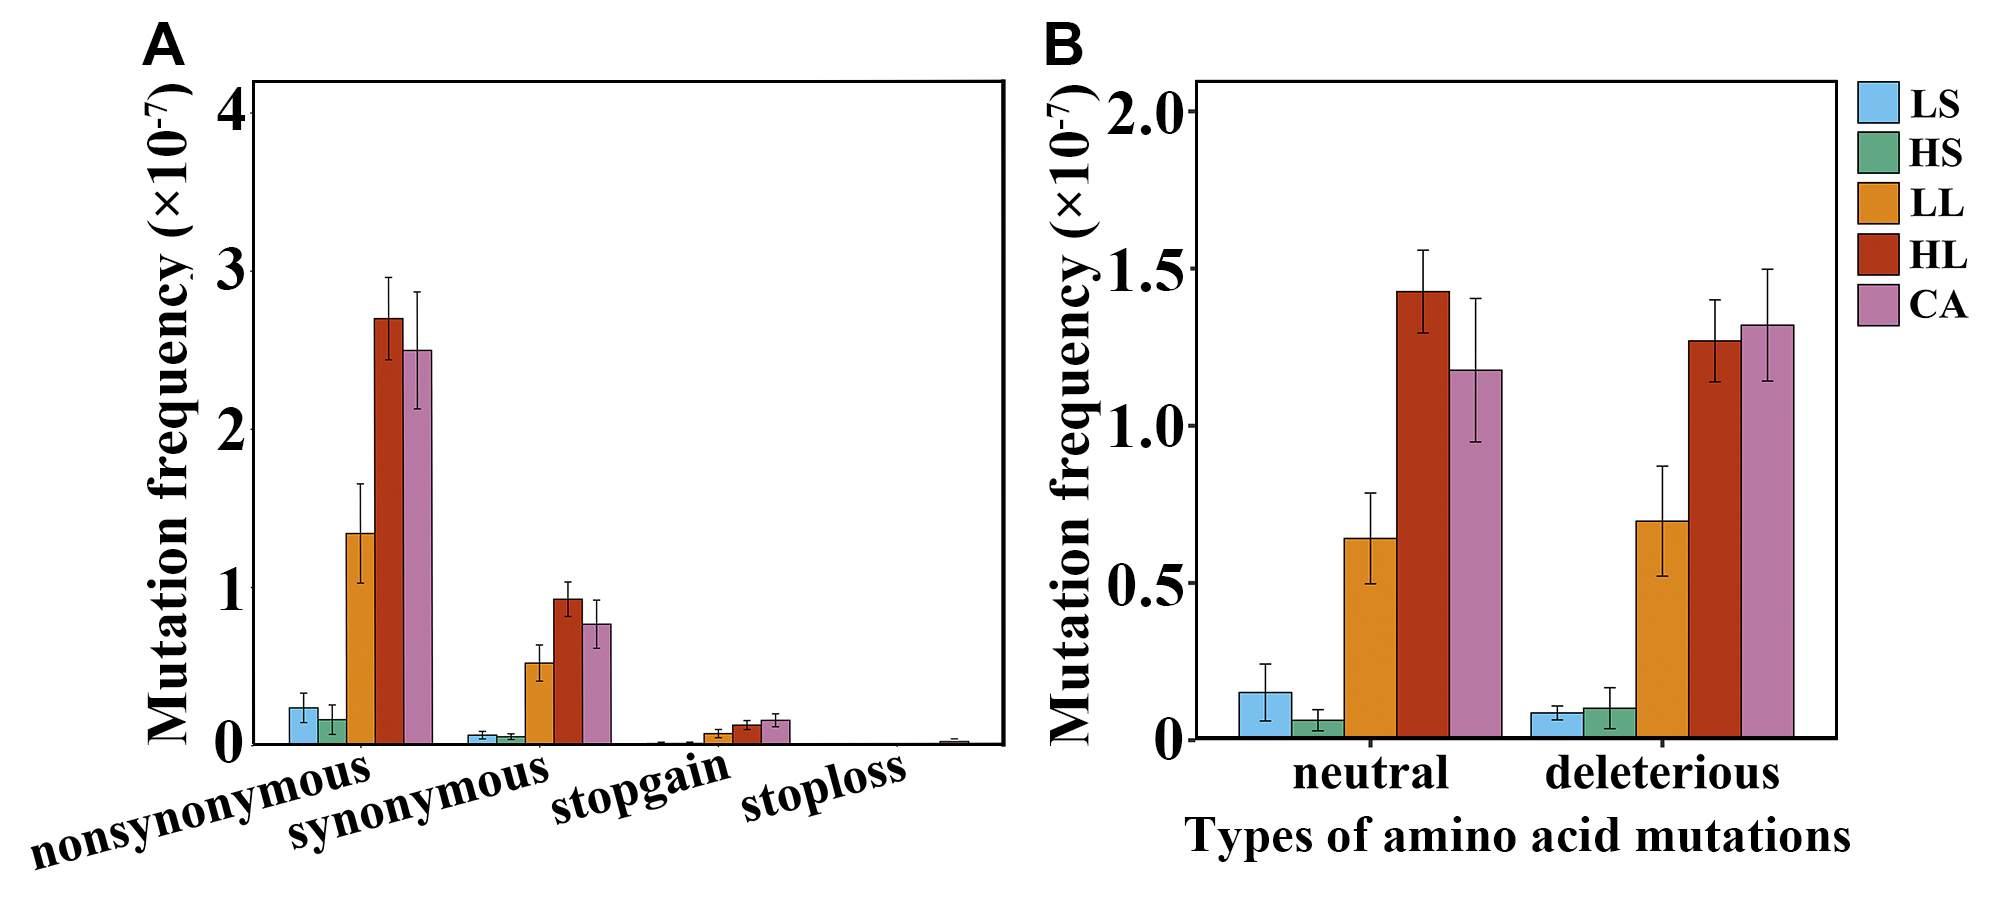 A
Mutation frequency (×10-7)
4
3
2
1
0
nonsynonymous
synonymous
stopgain
stoploss
B
Mutation frequency (×10-7)
2.0
1.5
1.0
0.5
0
neutral
deleterious
Types of amino acid mutations
LS
HS
LL
HL
CA